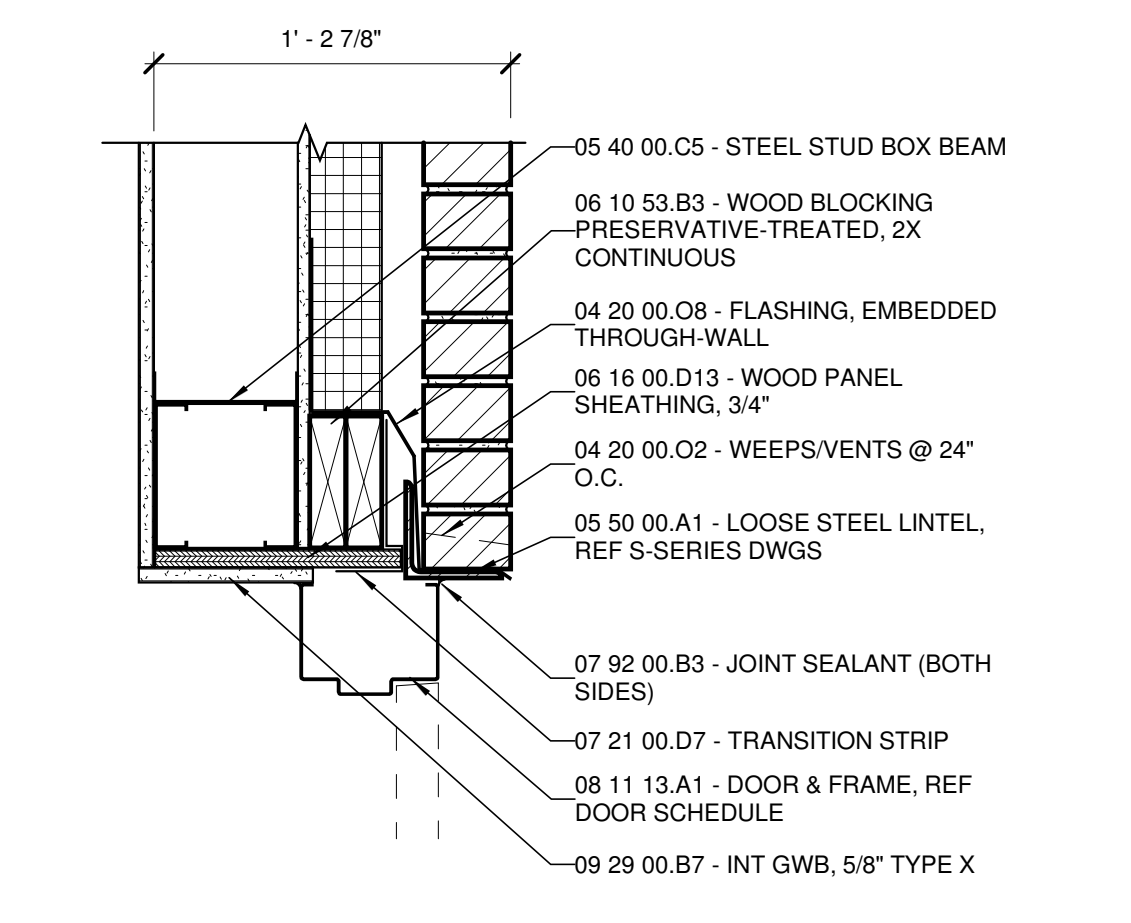 1' - 2 7/8"
05 40 00.C5 - STEEL STUD BOX BEAM
06 10 53.B3 - WOOD BLOCKING
PRESERVATIVE-TREATED, 2X
CONTINUOUS
04 20 00.O8 - FLASHING, EMBEDDED
THROUGH-WALL
06 16 00.D13 - WOOD PANEL
SHEATHING, 3/4"
04 20 00.O2 - WEEPS/VENTS @ 24"
O.C.
05 50 00.A1 - LOOSE STEEL LINTEL,
REF S-SERIES DWGS
07 92 00.B3 - JOINT SEALANT (BOTH
SIDES)
07 21 00.D7 - TRANSITION STRIP
08 11 13.A1 - DOOR & FRAME, REF
DOOR SCHEDULE
09 29 00.B7 - INT GWB, 5/8" TYPE X